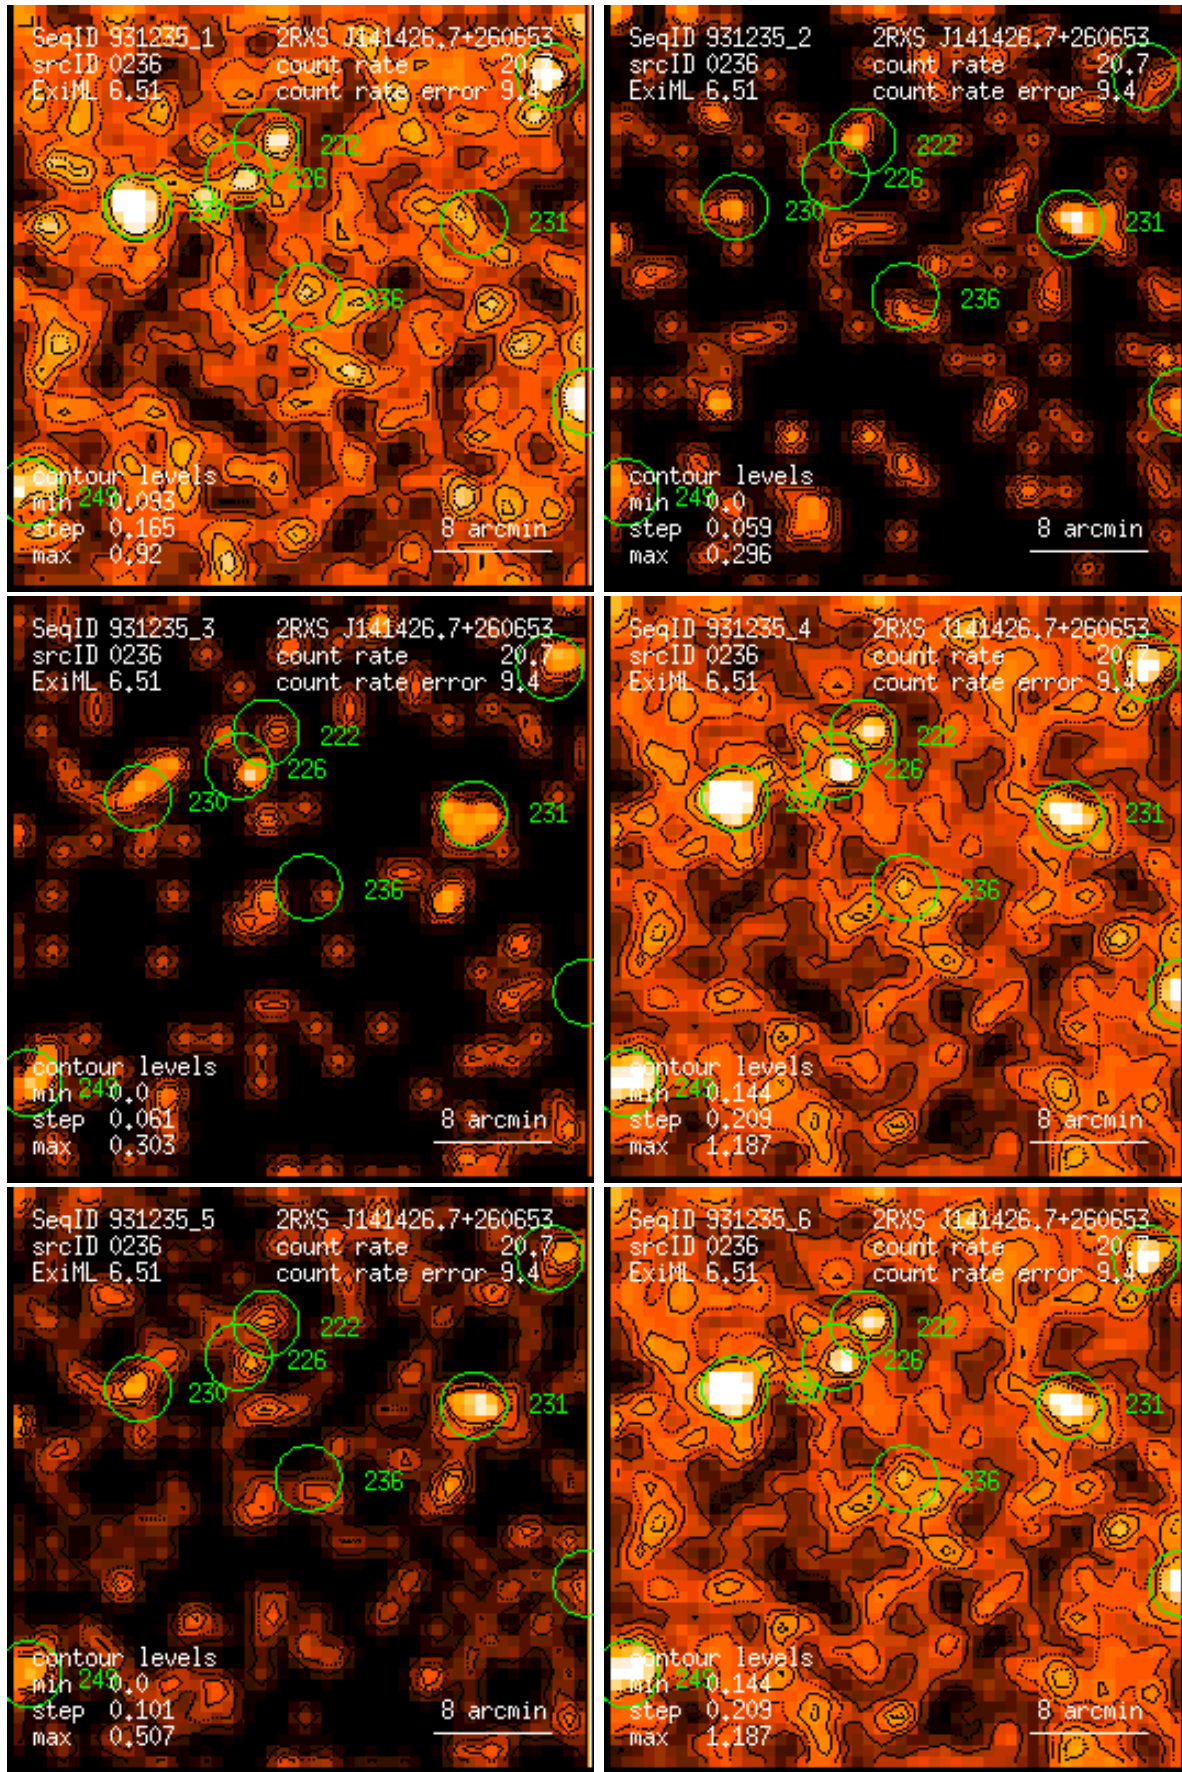 SeqID 931235_1 2RXS J141426.7+260653
srcID 0236 count rate 20.7
ExiML 6.51 count rate error 9.4
222
226
230
231
236
contour levels
min 0.093
249
step 0.165 8 arcmin
max 0.92
SeqID 931235_2 2RXS J141426.7+260653
srcID 0236 count rate 20.7
ExiML 6.51 count rate error 9.4
222
226
230
231
236
contour levels
min 0.0
249
step 0.059 8 arcmin
max 0.296
SeqID 931235_3 2RXS J141426.7+260653
srcID 0236 count rate 20.7
ExiML 6.51 count rate error 9.4
222
226
230
231
236
contour levels
min 0.0
249
step 0.061 8 arcmin
max 0.303
SeqID 931235_4 2RXS J141426.7+260653
srcID 0236 count rate 20.7
ExiML 6.51 count rate error 9.4
222
226
230
231
236
contour levels
min 0.144
249
step 0.209 8 arcmin
max 1.187
SeqID 931235_5 2RXS J141426.7+260653
srcID 0236 count rate 20.7
ExiML 6.51 count rate error 9.4
222
226
230
231
236
contour levels
min 0.0
249
step 0.101 8 arcmin
max 0.507
SeqID 931235_6 2RXS J141426.7+260653
srcID 0236 count rate 20.7
ExiML 6.51 count rate error 9.4
222
226
230
231
236
contour levels
min 0.144
249
step 0.209 8 arcmin
max 1.187